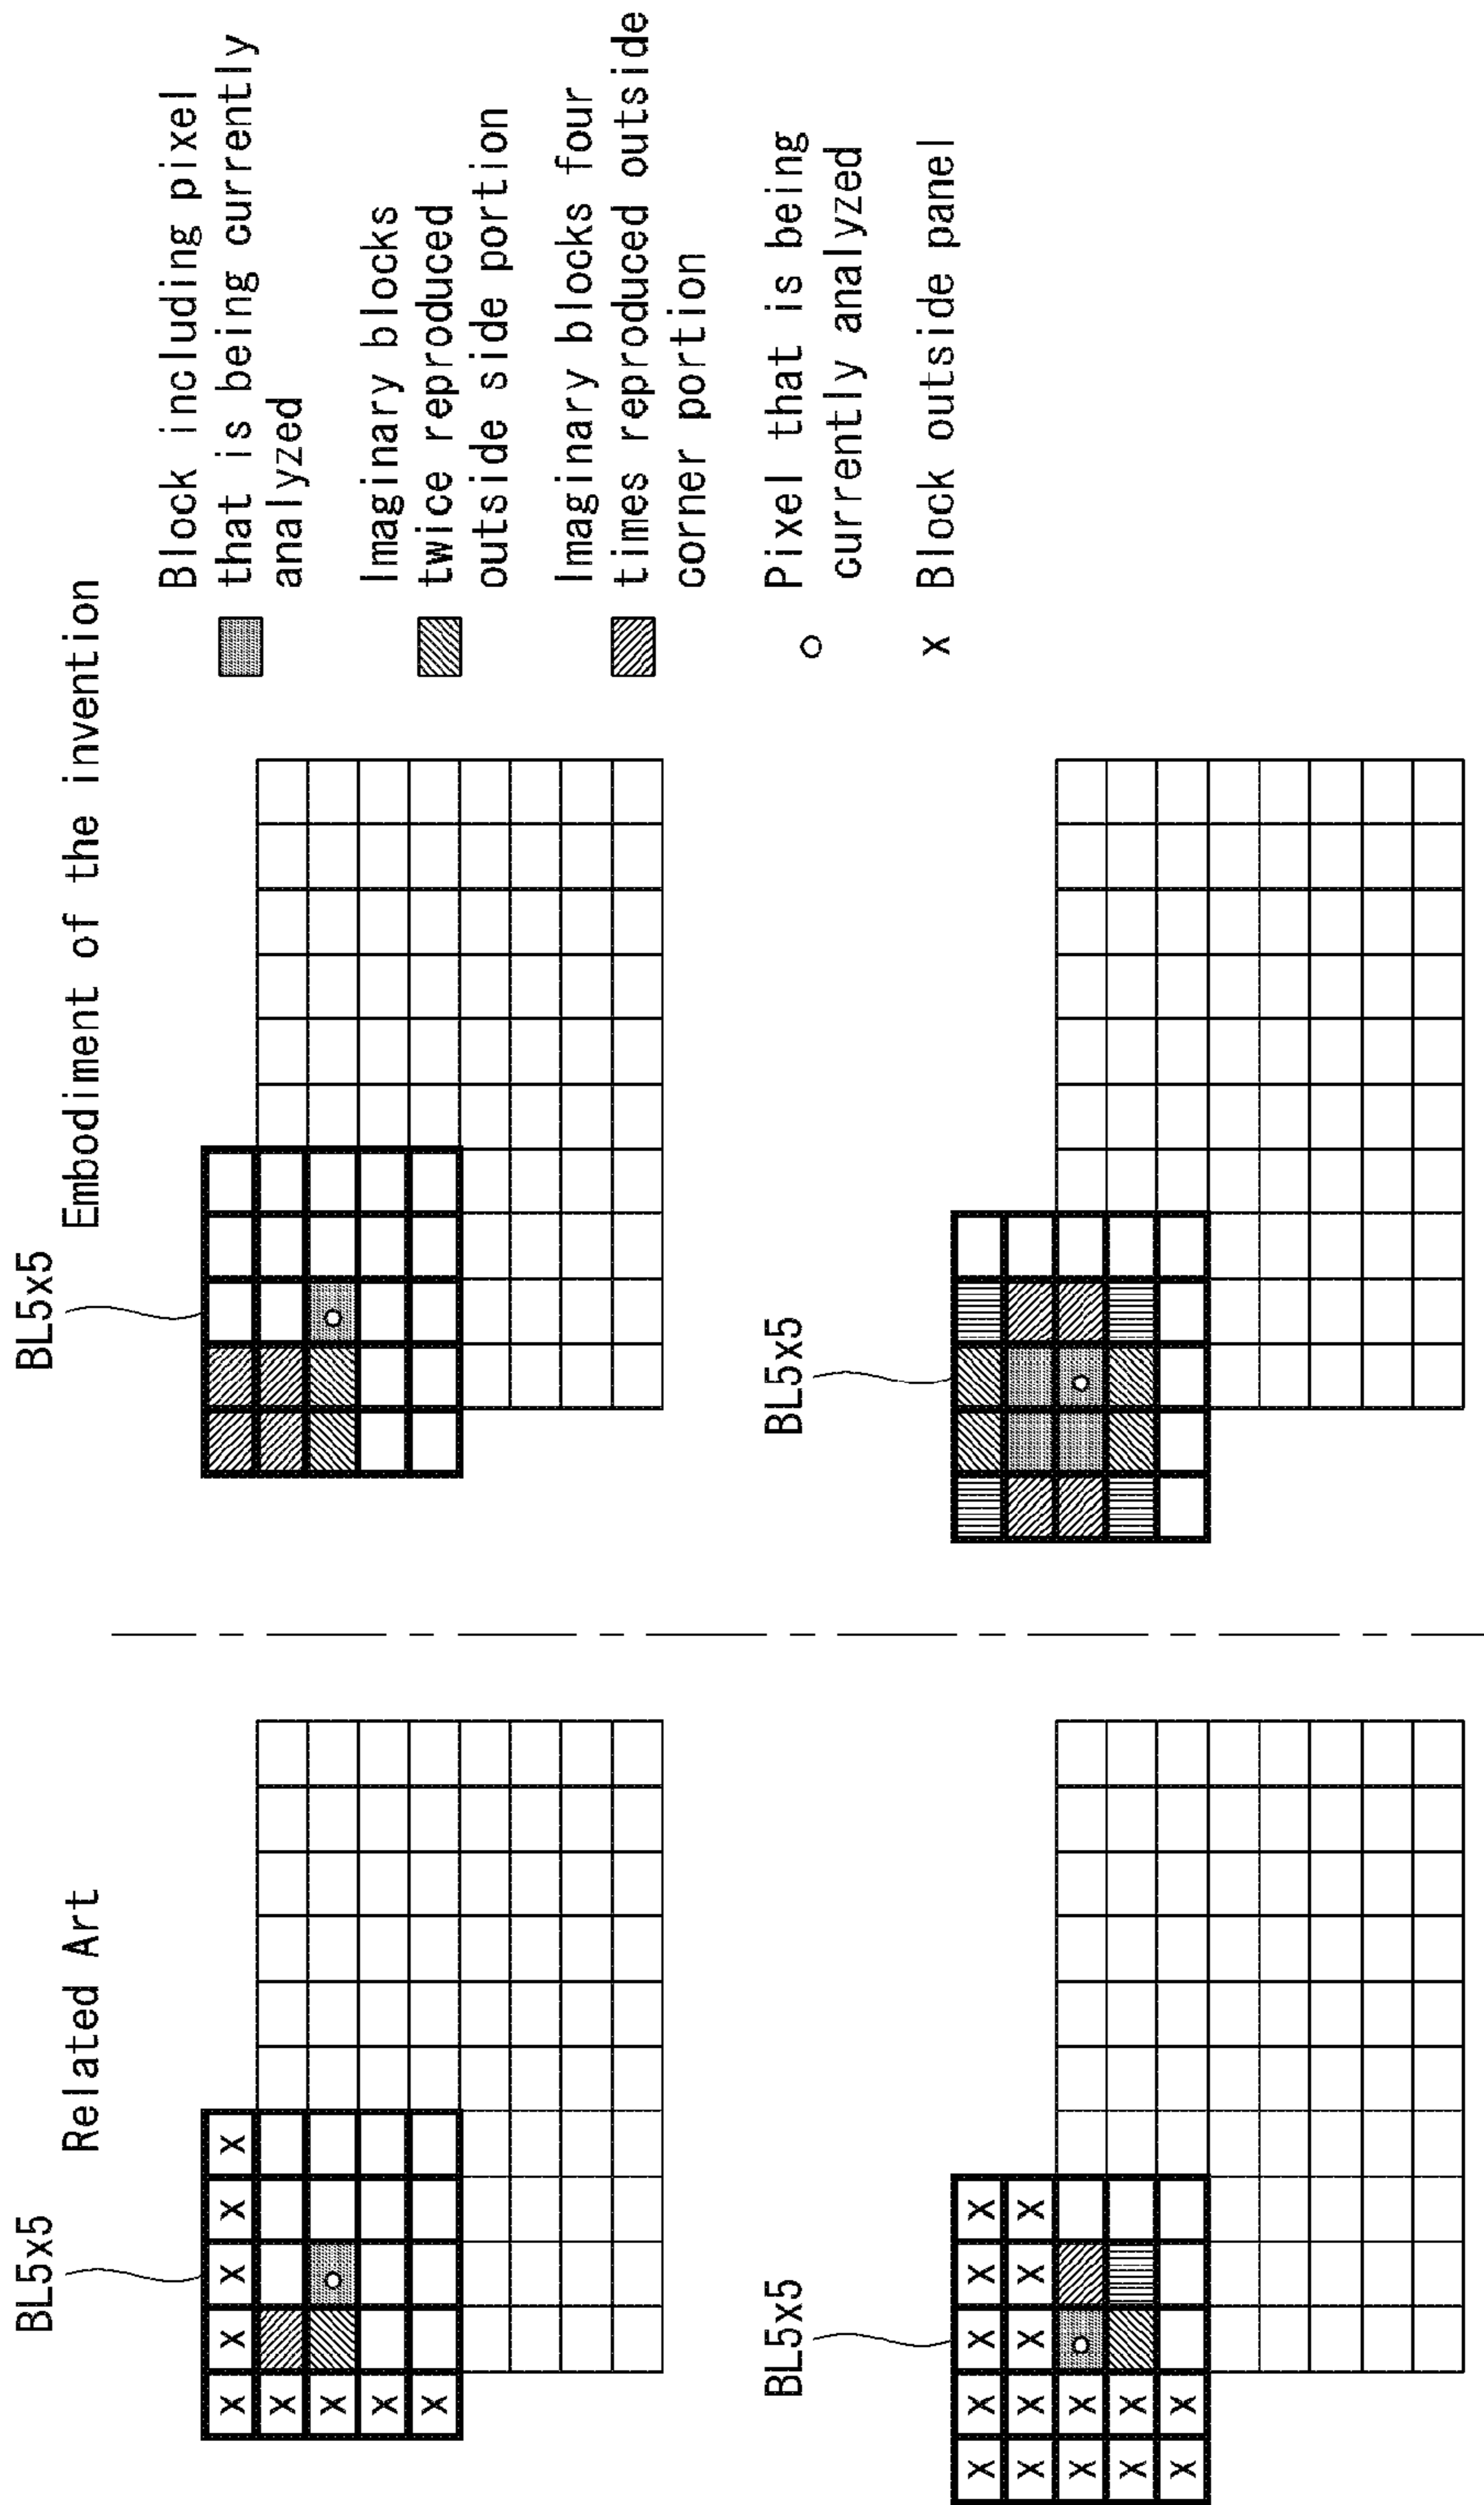 BL5x5
BL5x5
Related Art
Embodiment of the invention
x x x x x
x
x
x
x
Block including pixel
that is being currently
analyzed
Imaginary blocks
twice reproduced
outside side portion
Imaginary blocks four
times reproduced outside
corner portion
Pixel that is being
currently analyzed
x Block outside panel
BL5x5
BL5x5
x x x x x
x x x x x
x x
x x
x x